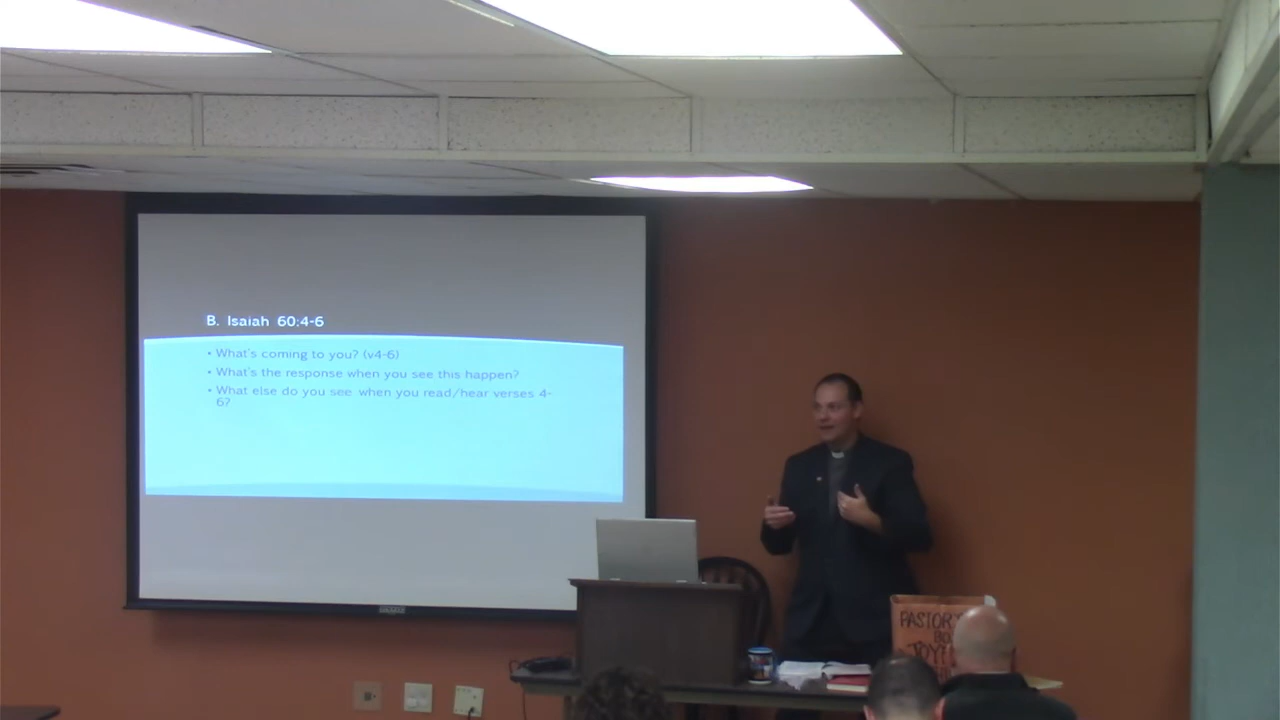 B. Isaiah 60:4-6
• What's coming to you? (v4-6)
• What's the response when you see this happen?
• What else do you see when you read/hear verses 4-
6?
PASTOR'S